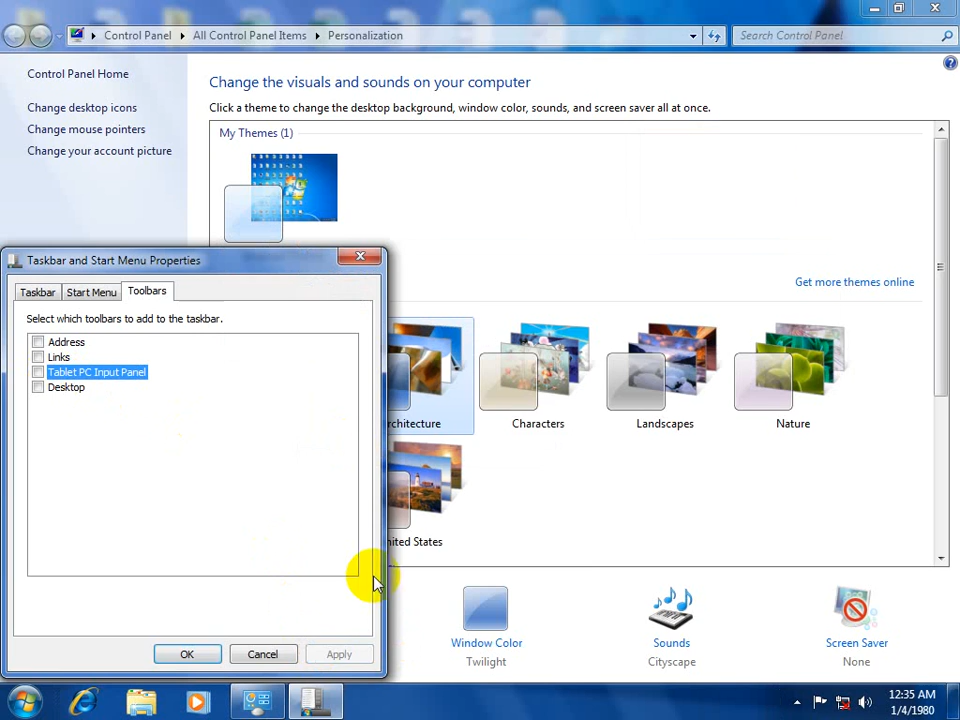 Control Panel
All Control Panel Items
Personalization
Search Control Panel
Control Panel Home
Change desktop icons
Change mouse pointers
Change your account picture
Change the visuals and sounds on your computer
Click a theme to change the desktop background, window color, sounds, and screen saver all at once.
My Themes (1)
Get more themes online
Taskbar and Start Menu Properties
Taskbar
Start Menu
Toolbars
Select which toolbars to add to the taskbar.
Address
Links
Tablet PC Input Panel
Desktop
OK
Cancel
Apply
rchitecture
Characters
Landscapes
Nature
nited States
Window Color
Twilight
Sounds
Cityscape
Screen Saver
None
12:35 AM
1/4/1980